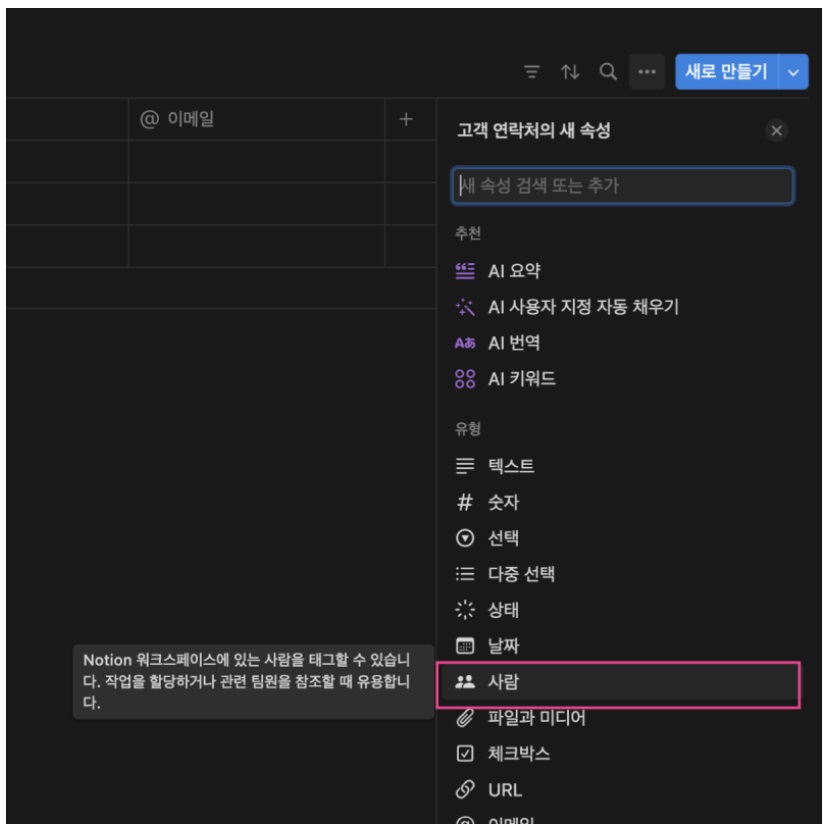 새로 만들기
@ 이메일
고객 연락처의 새 속성
새 속성 검색 또는 추가
추천
AI 요약
AI 사용자 지정 자동 채우기
Aあ AI 번역
AI 키워드
유형
텍스트
# 숫자
선택
다중 선택
상태
날짜
Notion 워크스페이스에 있는 사람을 태그할 수 있습니
다. 작업을 할당하거나 관련 팀원을 참조할 때 유용합니
다.
사람
파일과 미디어
체크박스
URL
@ 이메일